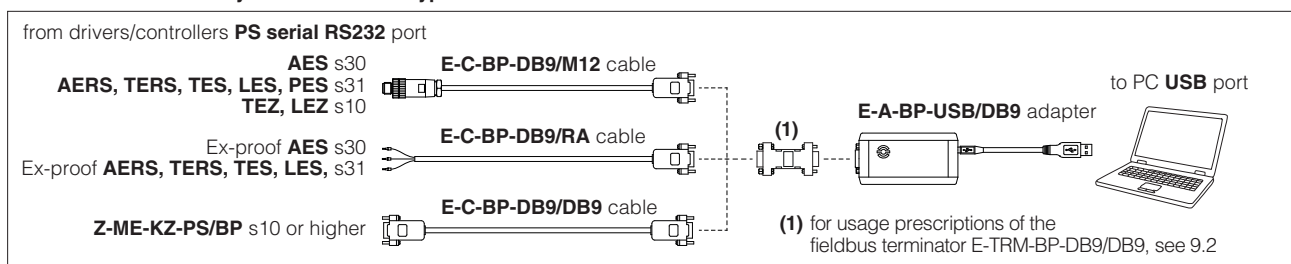 from drivers/controllers PS serial RS232 port
AES s30
AERS, TERS, TES, LES, PES s31
TEZ, LEZ s10
E-C-BP-DB9/M12 cable
Ex-proof AES s30
Ex-proof AERS, TERS, TES, LES, s31
E-C-BP-DB9/RA cable
Z-ME-KZ-PS/BP s10 or higher
E-C-BP-DB9/DB9 cable
(1)
E-A-BP-USB/DB9 adapter
to PC USB port
(1) for usage prescriptions of the
fieldbus terminator E-TRM-BP-DB9/DB9, see 9.2